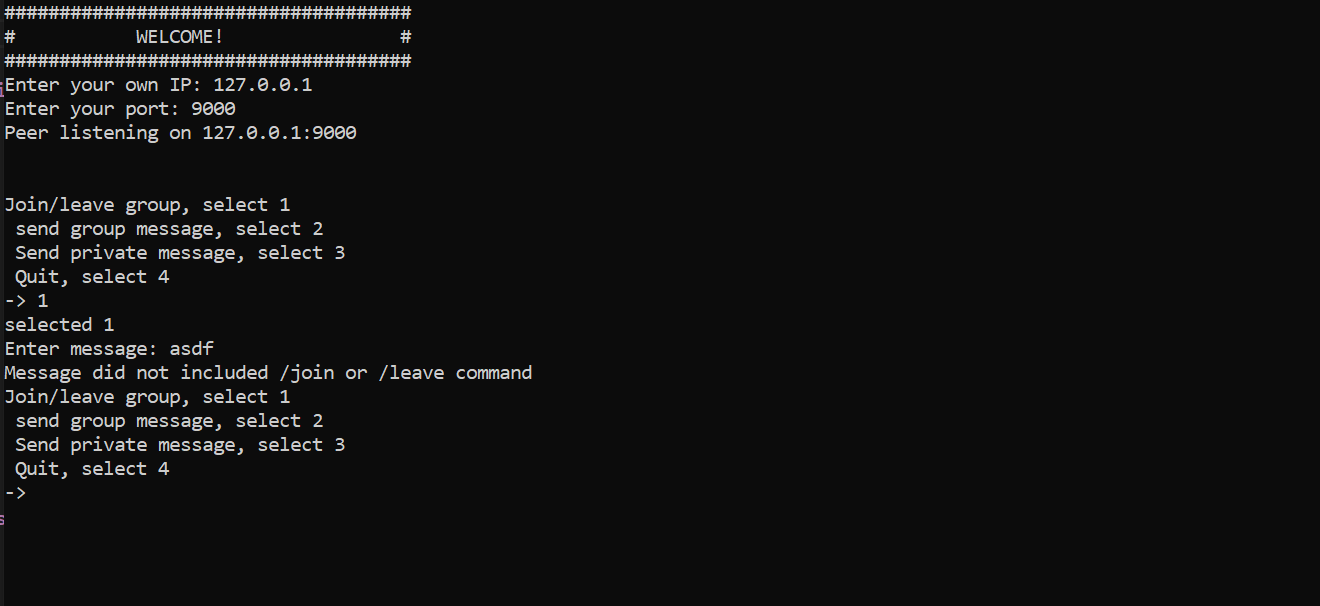 #####################################
#           WELCOME!                #
#####################################
Enter your own IP: 127.0.0.1
Enter your port: 9000
Peer listening on 127.0.0.1:9000
Join/leave group, select 1
 send group message, select 2
 Send private message, select 3
 Quit, select 4
-> 1
selected 1
Enter message: asdf
Message did not included /join or /leave command
Join/leave group, select 1
 send group message, select 2
 Send private message, select 3
 Quit, select 4
->